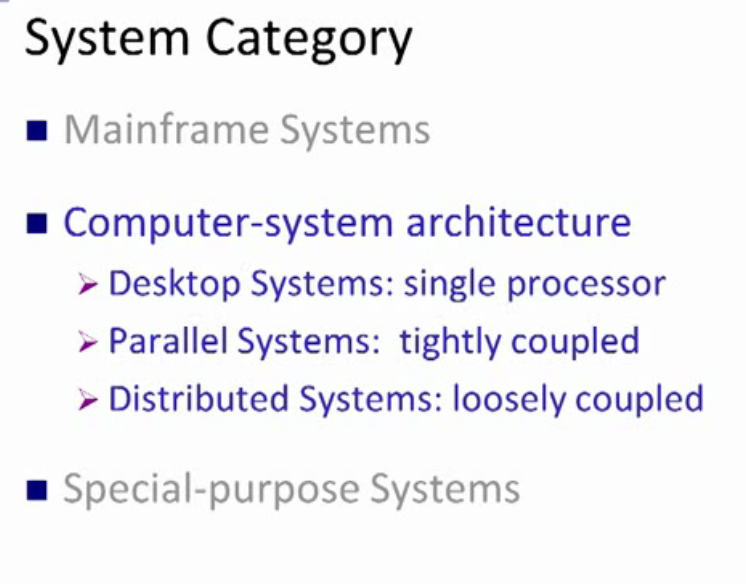 System Category
Mainframe Systems
Computer-system architecture
Desktop Systems: single processor
Parallel Systems:  tightly coupled
Distributed Systems: loosely coupled
Special-purpose Systems